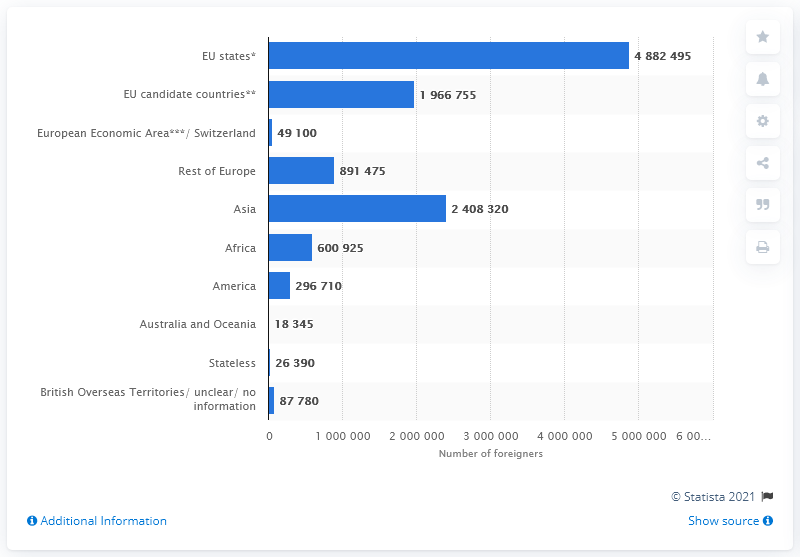 EU states* 4 882 495
EU candidate countries** 1 966 755
European Economic Area***/ Switzerland 49 100
Rest of Europe 891 475
Asia 2 408 320
Africa 600 925
America 296 710
Australia and Oceania 18 345
Stateless 26 390
British Overseas Territories/ unclear/ no
information 87 780
0 1 000 000 2 000 000 3 000 000 4 000 000 5 000 000 6 00...
Number of foreigners
© Statista 2021
Additional Information
Show source